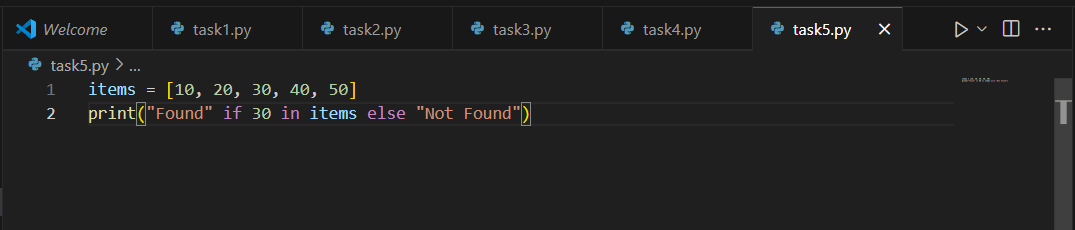 Welcome task1.py task2.py task3.py task4.py task5.py
task5.py > ...
1 items = [10, 20, 30, 40, 50]
2 print("Found" if 30 in items else "Not Found")